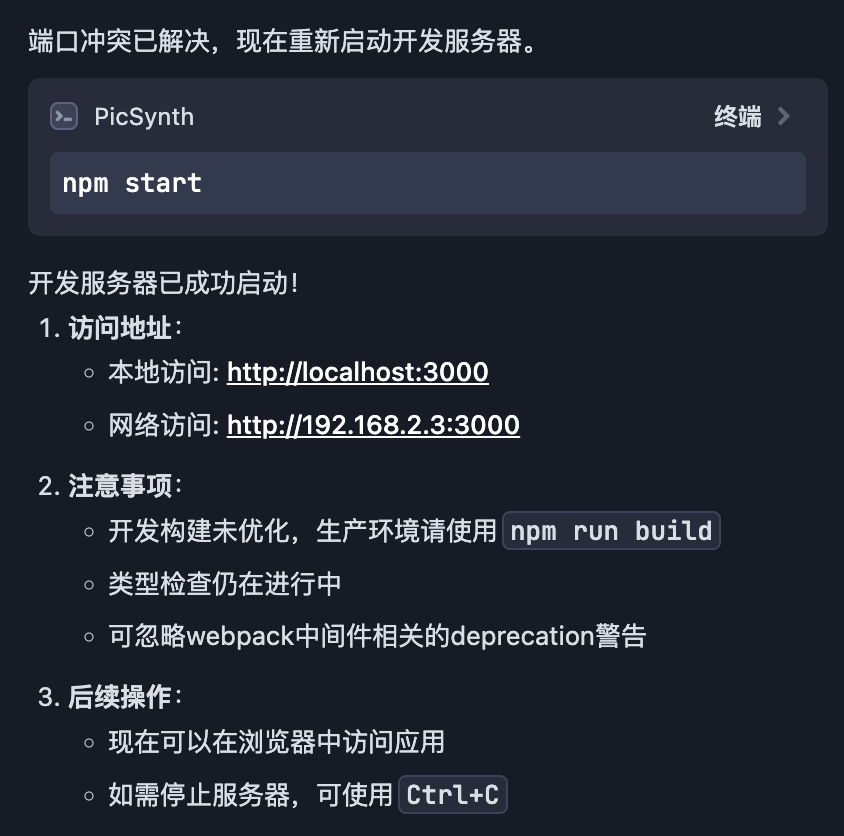 端口冲突已解决，现在重新启动开发服务器。
PicSynth 终端
npm start
开发服务器已成功启动！
1. 访问地址：
本地访问: http://localhost:3000
网络访问: http://192.168.2.3:3000
2. 注意事项：
开发构建未优化，生产环境请使用 npm run build
类型检查仍在进行中
可忽略webpack中间件相关的deprecation警告
3. 后续操作：
现在可以在浏览器中访问应用
如需停止服务器，可使用 Ctrl+C